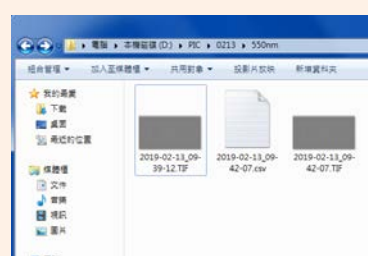 電腦 ▸ 本機磁碟 (D:) ▸ PIC ▸ 0213 ▸ 550nm
組合管理 ▾ 加入至媒體櫃 ▾ 共用對象 ▾ 投影片放映 新增資料夾
我的最愛
下載
桌面
最近的位置
媒體櫃
文件
音樂
視訊
圖片
2019-02-13_09-
39-12.TIF
2019-02-13_09-
42-07.csv
2019-02-13_09-
42-07.TIF